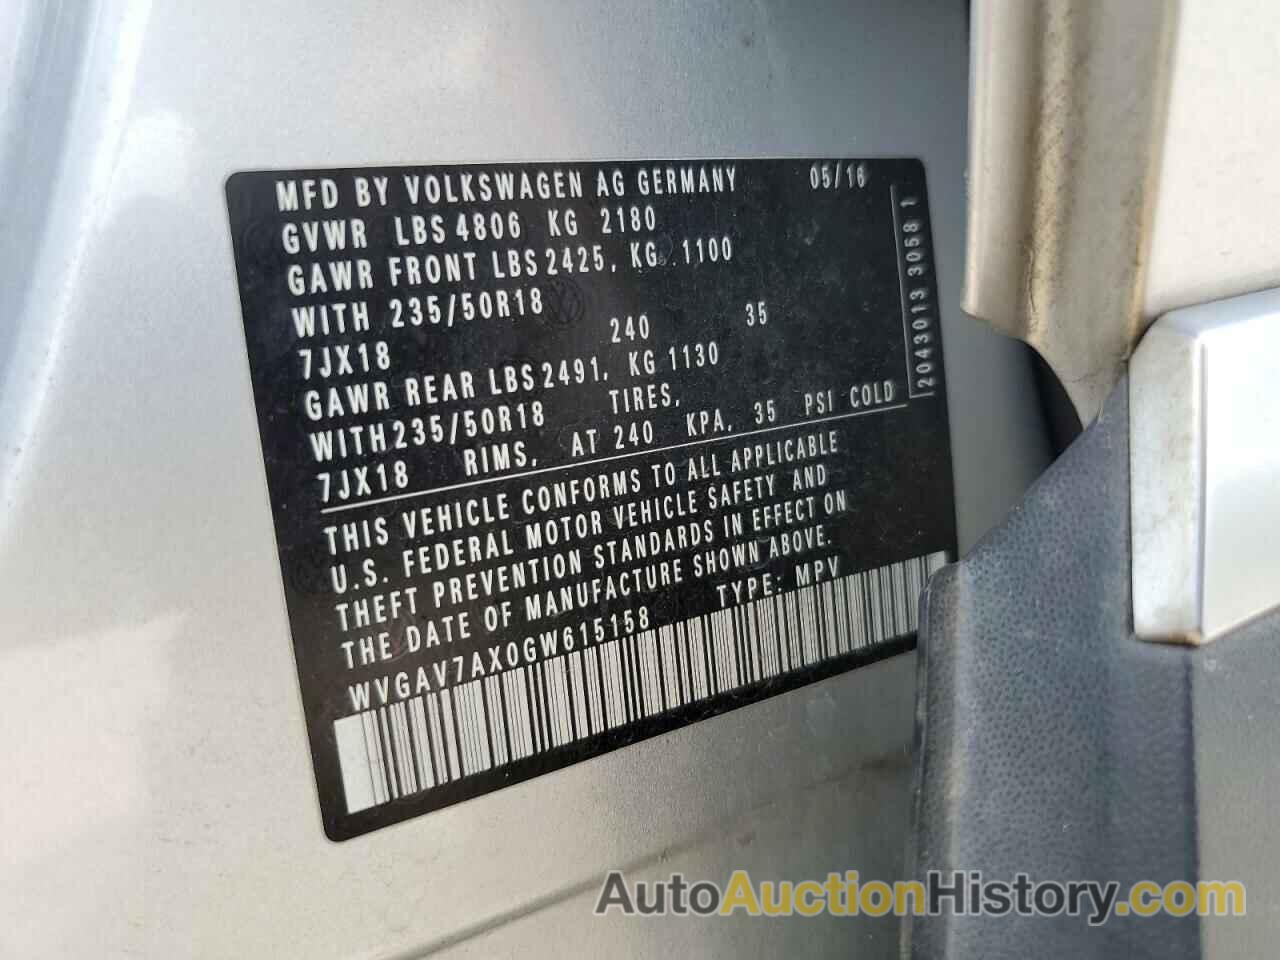 MFD BY VOLKSWAGEN AG GERMANY 05/16
GVWR LBS 4806 KG 2180
GAWR FRONT LBS 2425, KG 1100
WITH 235/50R18
7JX18 240 35
GAWR REAR LBS 2491, KG 1130
WITH 235/50R18 TIRES,
7JX18 RIMS, AT 240 KPA, 35 PSI COLD
THIS VEHICLE CONFORMS TO ALL APPLICABLE
U.S. FEDERAL MOTOR VEHICLE SAFETY AND
THEFT PREVENTION STANDARDS IN EFFECT ON
THE DATE OF MANUFACTURE SHOWN ABOVE.
WVGAV7AX0GW615158 TYPE: MPV
2043013 3058 1
AutoAuctionHistory.com